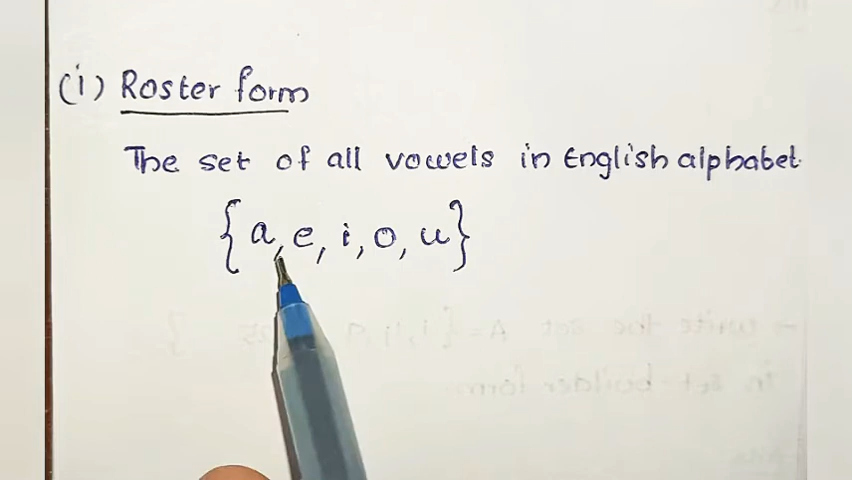 (i) Roster form
The set of all vowels in English alphabet
{a, e, i, o, u}